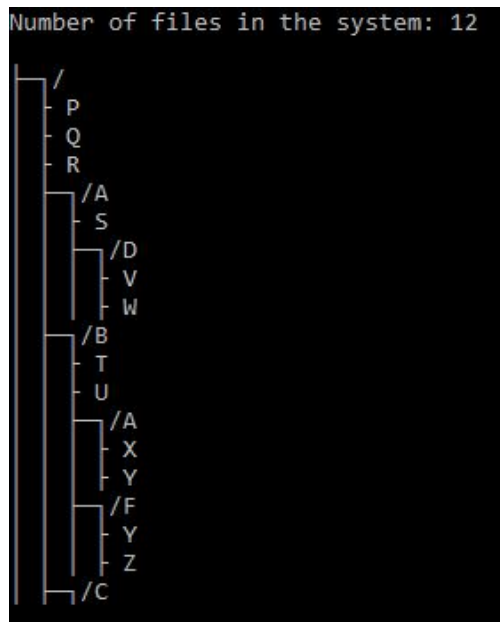 Number of files in the system: 12
/
P
Q
R
/A
S
/D
V
W
/B
T
U
/A
X
Y
/F
Y
Z
/C